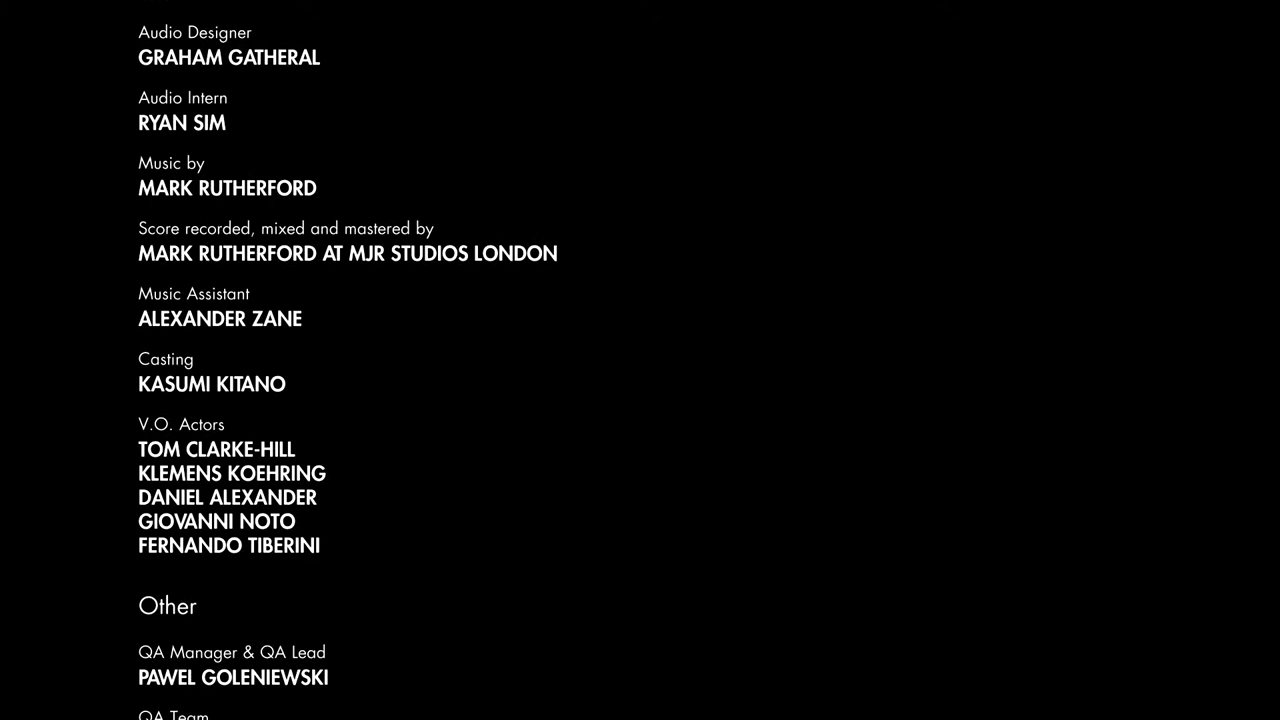 Audio Designer
GRAHAM GATHERAL
Audio Intern
RYAN SIM
Music by
MARK RUTHERFORD
Score recorded, mixed and mastered by
MARK RUTHERFORD AT MJR STUDIOS LONDON
Music Assistant
ALEXANDER ZANE
Casting
KASUMI KITANO
V.O. Actors
TOM CLARKE-HILL
KLEMENS KOEHRING
DANIEL ALEXANDER
GIOVANNI NOTO
FERNANDO TIBERINI
Other
QA Manager & QA Lead
PAWEL GOLENIEWSKI
QA Team